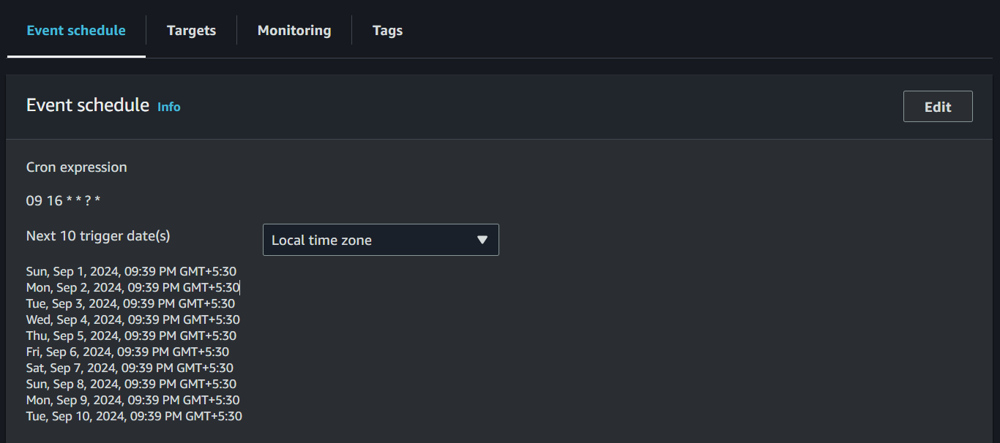 Event schedule Targets Monitoring Tags
Event schedule Info Edit
Cron expression
09 16 * * ? *
Next 10 trigger date(s) Local time zone
Sun, Sep 1, 2024, 09:39 PM GMT+5:30
Mon, Sep 2, 2024, 09:39 PM GMT+5:30
Tue, Sep 3, 2024, 09:39 PM GMT+5:30
Wed, Sep 4, 2024, 09:39 PM GMT+5:30
Thu, Sep 5, 2024, 09:39 PM GMT+5:30
Fri, Sep 6, 2024, 09:39 PM GMT+5:30
Sat, Sep 7, 2024, 09:39 PM GMT+5:30
Sun, Sep 8, 2024, 09:39 PM GMT+5:30
Mon, Sep 9, 2024, 09:39 PM GMT+5:30
Tue, Sep 10, 2024, 09:39 PM GMT+5:30